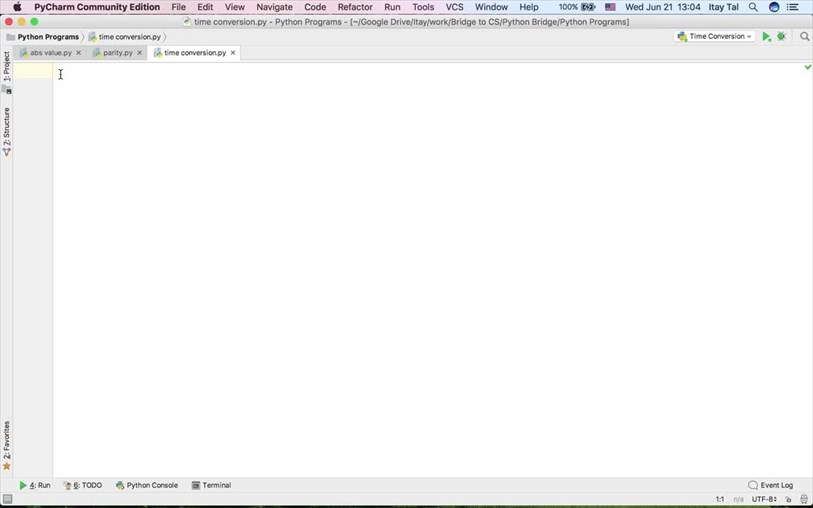 PyCharm Community Edition File Edit View Navigate Code Refactor Run Tools VCS Window Help 100% Wed Jun 21 13:04 Itay Tal
time conversion.py - Python Programs - [~/Google Drive/Itay/work/Bridge to CS/Python Bridge/Python Programs]
Python Programs time conversion.py Time Conversion
abs value.py parity.py time conversion.py
1: Project
7: Structure
2: Favorites
4: Run 6: TODO Python Console Terminal Event Log
1:1 n/a UTF-8